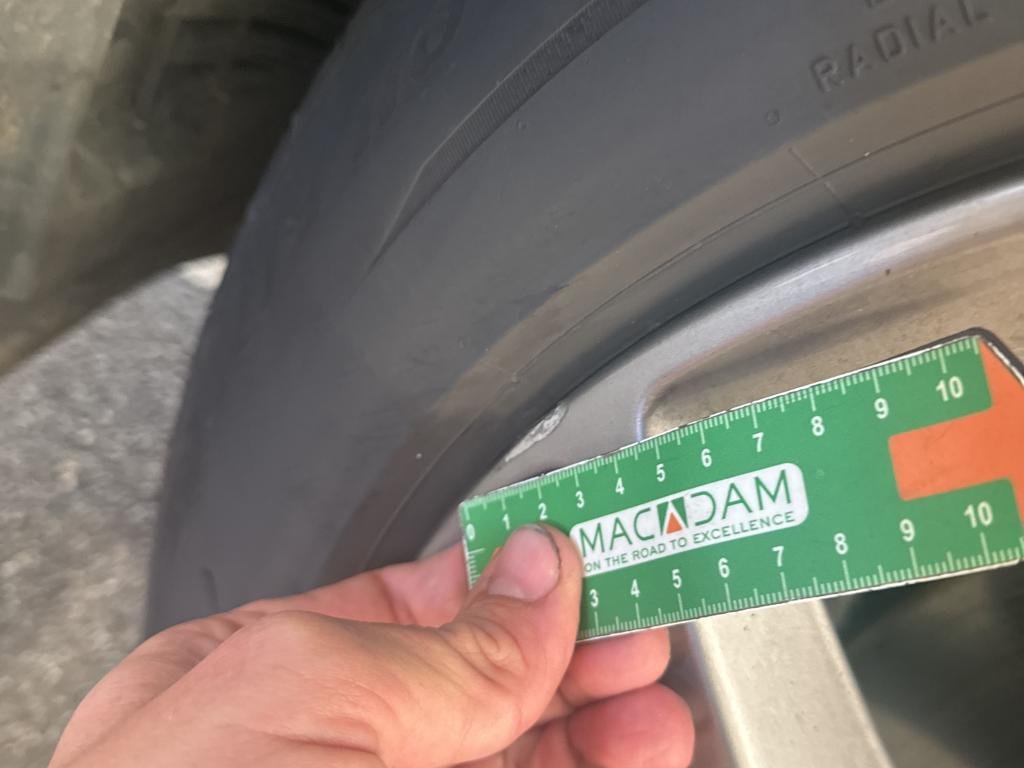 RADIAL
0 1 2 3 4 5 6 7 8 9 10
MACADAM
ON THE ROAD TO EXCELLENCE
3 4 5 6 7 8 9 10